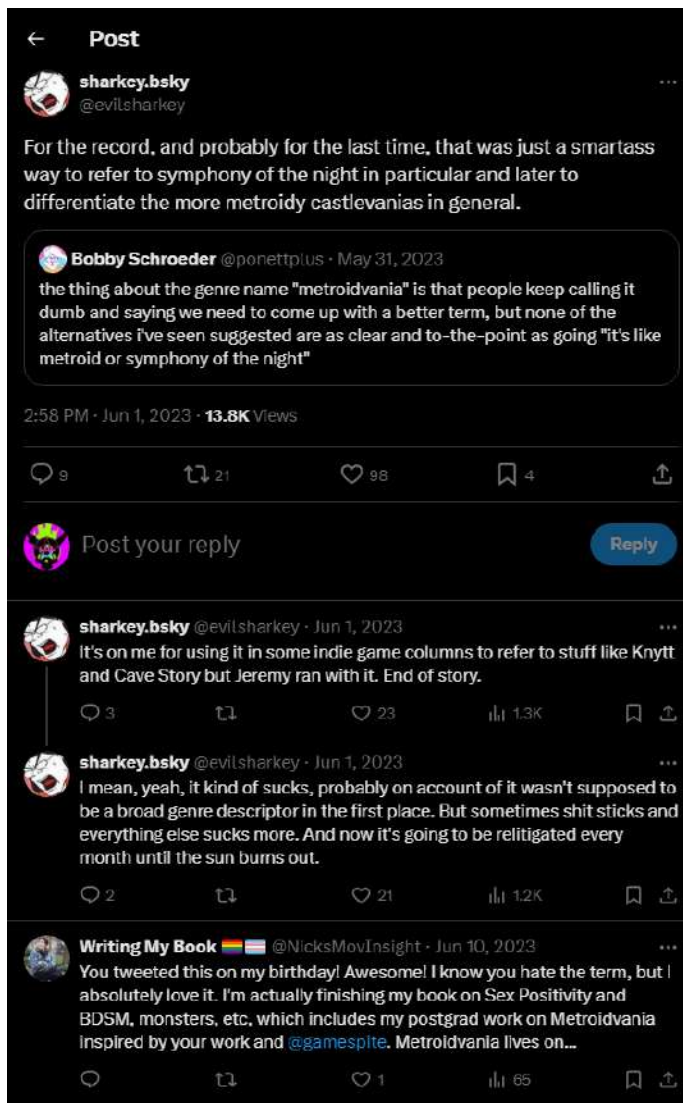 Post
sharkey.bsky
@evilsharkey
For the record, and probably for the last time, that was just a smartass
way to refer to symphony of the night in particular and later to
differentiate the more metroidy castlevanias in general.
Bobby Schroeder @ponettplus · May 31, 2023
the thing about the genre name "metroidvania" is that people keep calling it
dumb and saying we need to come up with a better term, but none of the
alternatives i've seen suggested are as clear and to-the-point as going "it's like
metroid or symphony of the night"
2:58 PM · Jun 1, 2023 · 13.8K Views
9 21 98 4
Post your reply
Reply
sharkey.bsky @evilsharkey · Jun 1, 2023
It's on me for using it in some indie game columns to refer to stuff like Knytt
and Cave Story but Jeremy ran with it. End of story.
3 23 1.3K
sharkey.bsky @evilsharkey · Jun 1, 2023
I mean, yeah, it kind of sucks, probably on account of it wasn't supposed to
be a broad genre descriptor in the first place. But sometimes shit sticks and
everything else sucks more. And now it's going to be relitigated every
month until the sun burns out.
2 21 1.2K
Writing My Book @NicksMovInsight · Jun 10, 2023
You tweeted this on my birthday! Awesome! I know you hate the term, but I
absolutely love it. I'm actually finishing my book on Sex Positivity and
BDSM, monsters, etc, which includes my postgrad work on Metroidvania
inspired by your work and @gamespite. Metroidvania lives on...
1 65